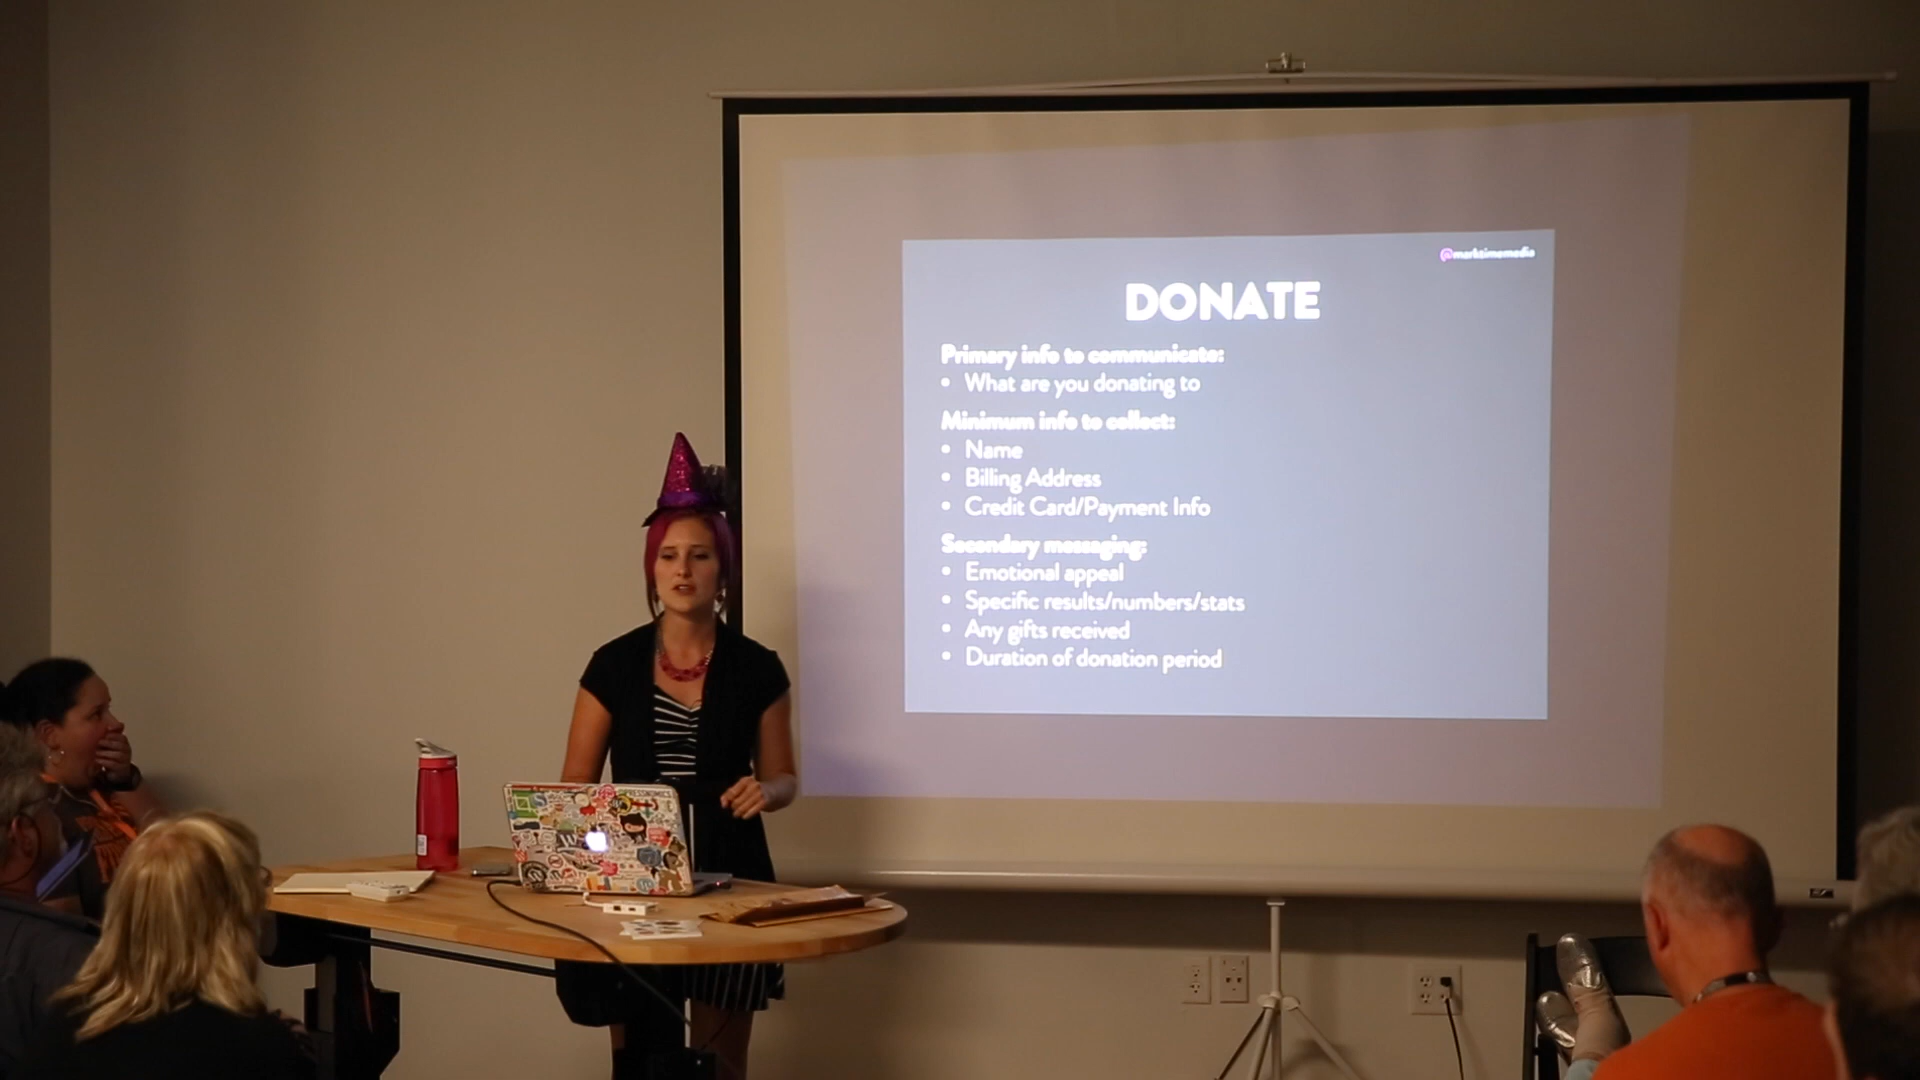 @marktimemedia
DONATE
Primary info to communicate:
• What are you donating to
Minimum info to collect:
• Name
• Billing Address
• Credit Card/Payment Info
Secondary messaging:
• Emotional appeal
• Specific results/numbers/stats
• Any gifts received
• Duration of donation period
PRESSNOMICS